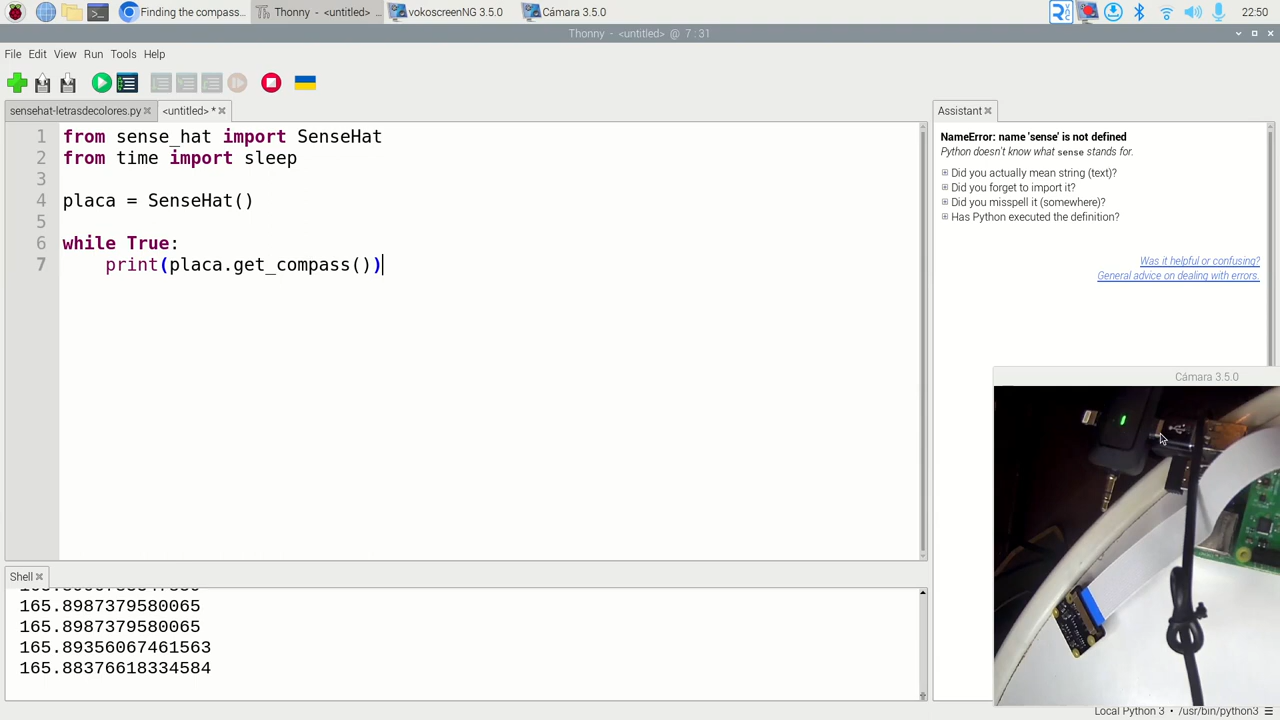 Finding the compass...
Thonny - <untitled> ...
vokoscreenNG 3.5.0
Cámara 3.5.0
22:50
Thonny - <untitled> @ 7 : 31
File Edit View Run Tools Help
sensehat-letrasdecolores.py
<untitled> *
Assistant
1 from sense_hat import SenseHat
2 from time import sleep
3
4 placa = SenseHat()
5
6 while True:
7 print(placa.get_compass())
NameError: name 'sense' is not defined
Python doesn't know what sense stands for.
Did you actually mean string (text)?
Did you forget to import it?
Did you misspell it (somewhere)?
Has Python executed the definition?
Was it helpful or confusing?
General advice on dealing with errors.
Cámara 3.5.0
Shell
165.8987379580065
165.8987379580065
165.89356067461563
165.88376618334584
Local Python 3 • /usr/bin/python3